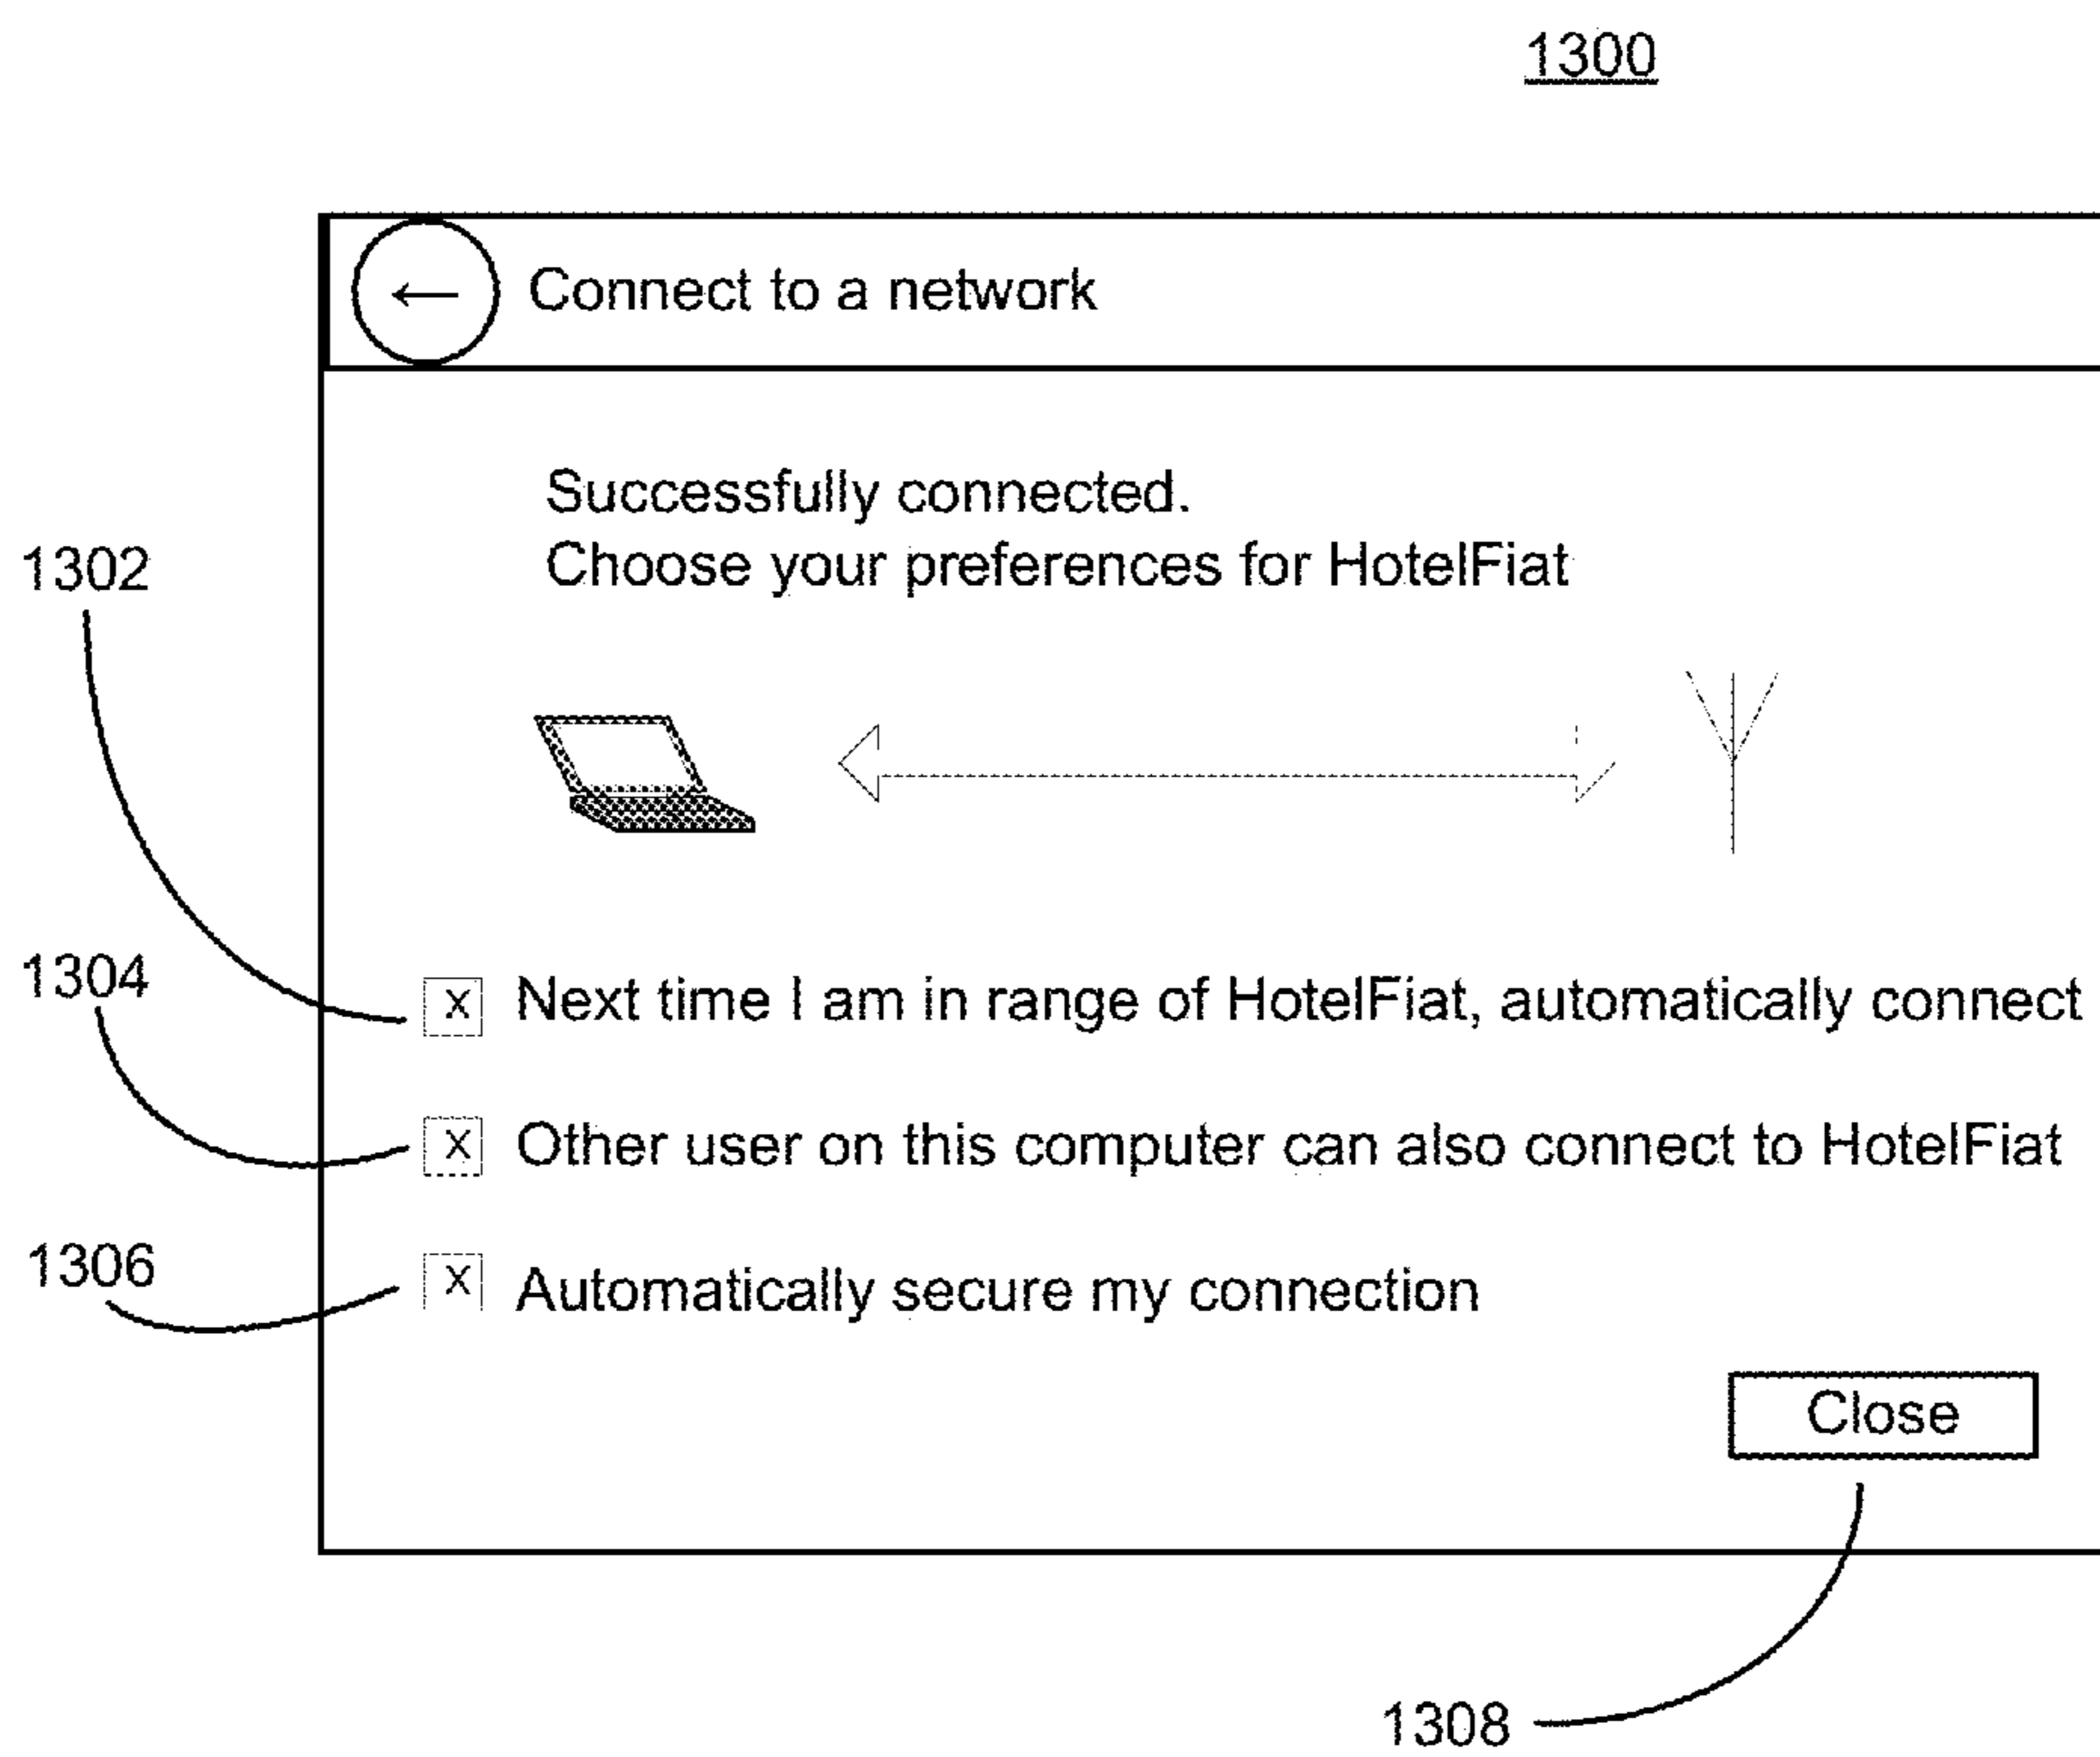 1300
← Connect to a network
Successfully connected.
Choose your preferences for HotelFiat
1302
1304
X Next time I am in range of HotelFiat, automatically connect
X Other user on this computer can also connect to HotelFiat
1306
X Automatically secure my connection
Close
1308